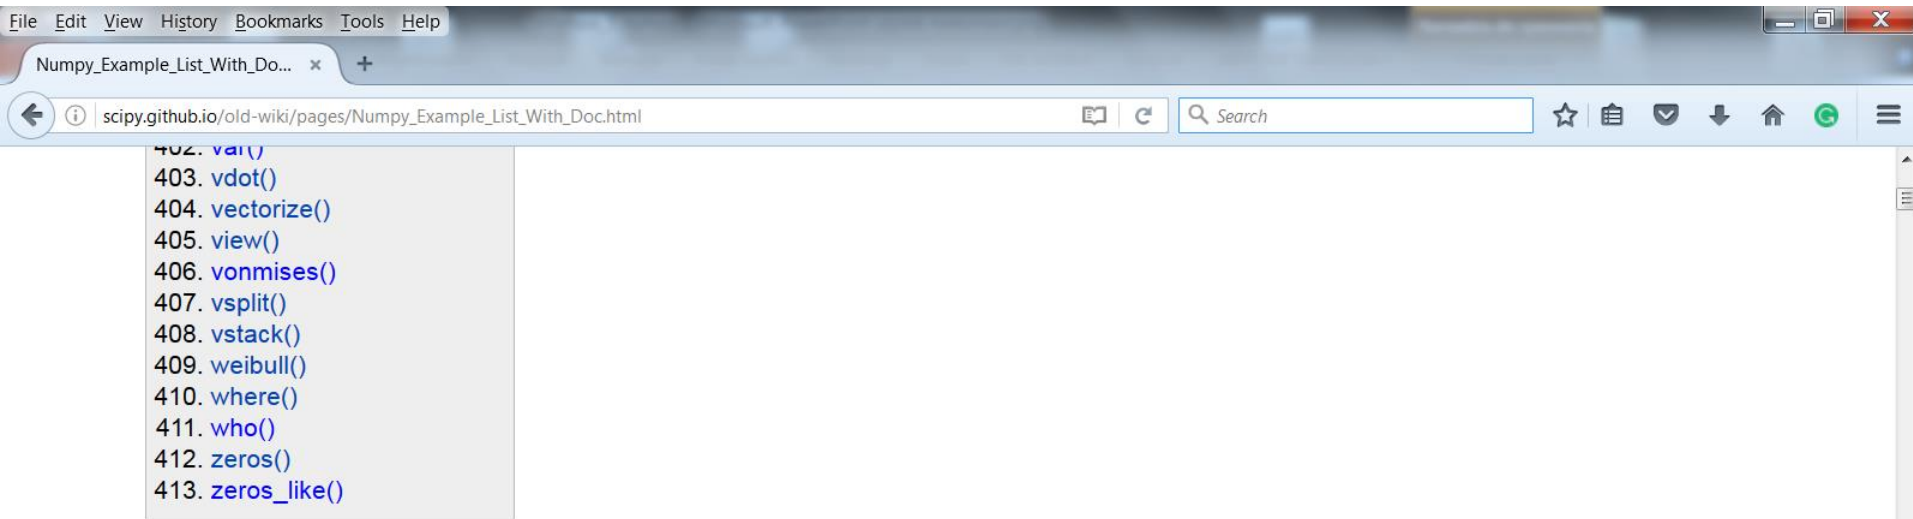 File Edit View History Bookmarks Tools Help
Numpy_Example_List_With_Do...
scipy.github.io/old-wiki/pages/Numpy_Example_List_With_Doc.html Search
402. var()
403. vdot()
404. vectorize()
405. view()
406. vonmises()
407. vsplit()
408. vstack()
409. weibull()
410. where()
411. who()
412. zeros()
413. zeros_like()